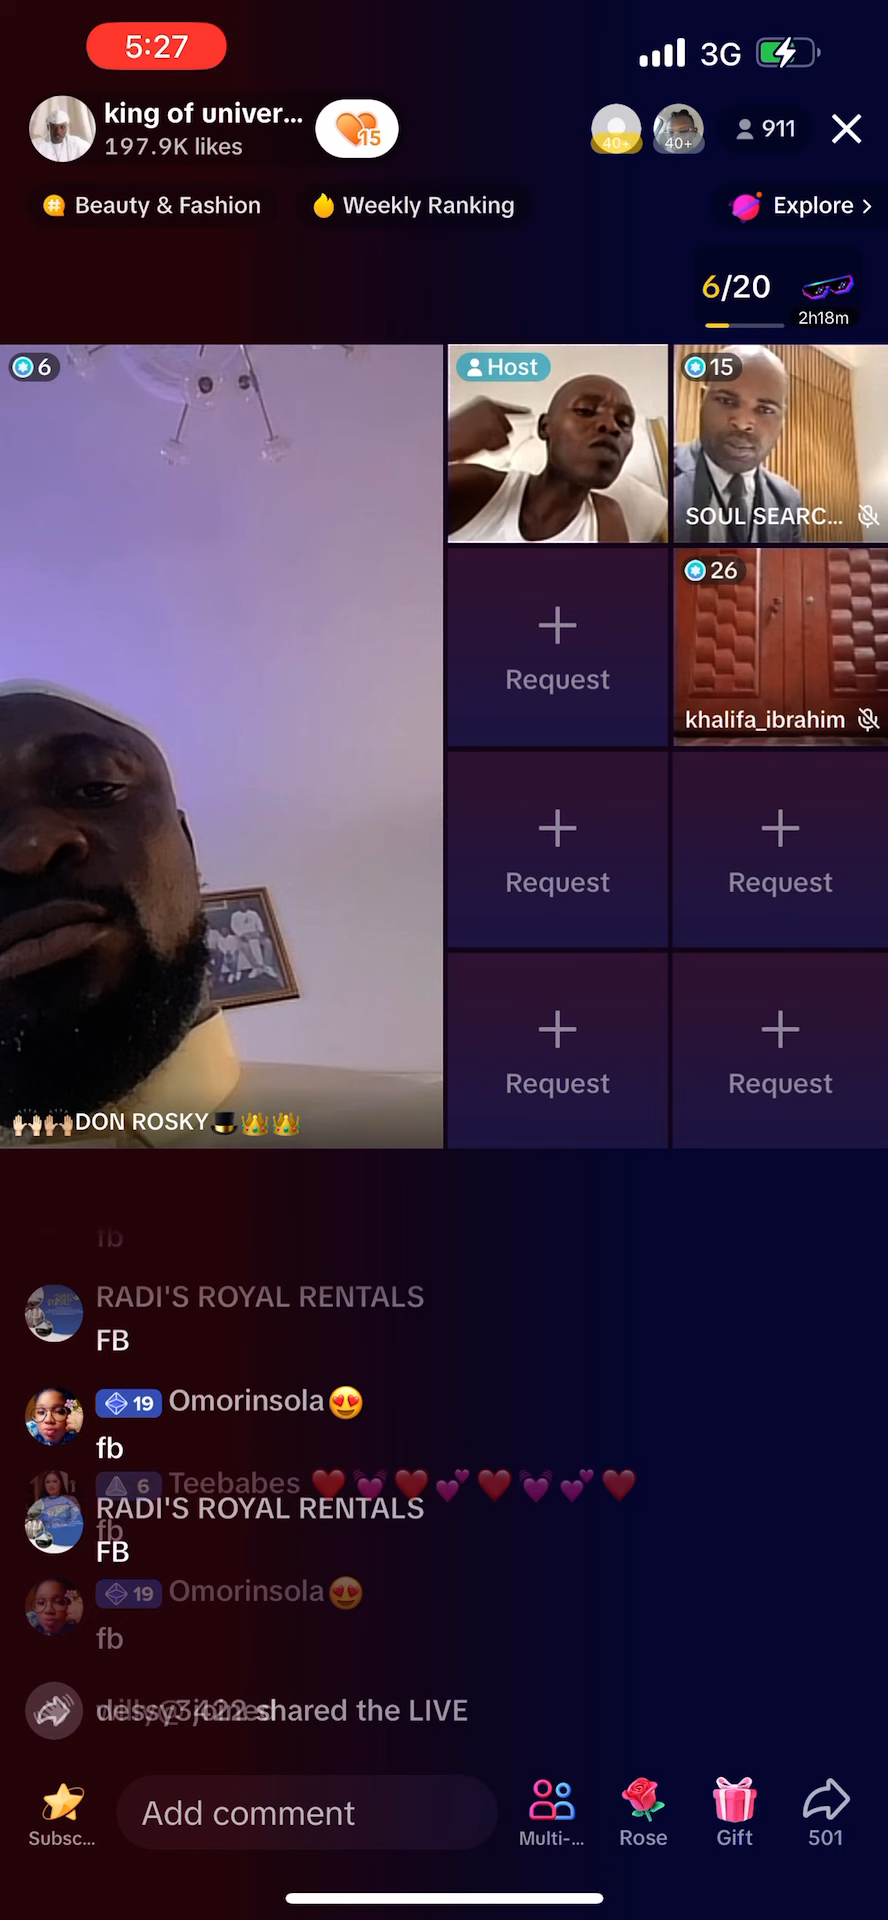 5:27
3G
king of univer...
197.9K likes
15
40+
40+
911
Beauty & Fashion
Weekly Ranking
Explore >
6/20
2h18m
6
Host
15
SOUL SEARC...
Request
26
khalifa_ibrahim
Request
Request
Request
Request
🙌🏻🙌🏼DON ROSKY🎩👑👑
fb
RADI'S ROYAL RENTALS
FB
19 Omorinsola😍
fb
6 Teebabes ❤️💓❤️💕❤️💓💕❤️
RADI'S ROYAL RENTALS
fb
FB
19 Omorinsola😍
fb
shared the LIVE
Subsc...
Add comment
Multi-...
Rose
Gift
501